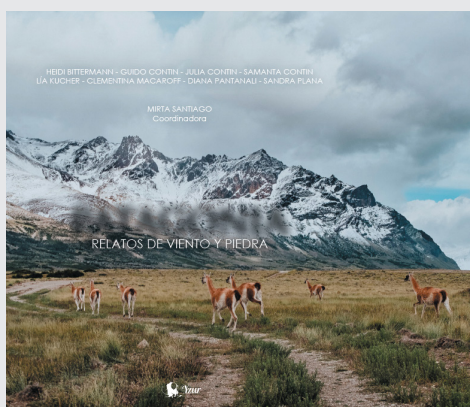 HEIDI BITTERMANN - GUIDO CONTIN - JULIA CONTIN - SAMANTA CONTIN
LÍA KUCHER - CLEMENTINA MACAROFF - DIANA PANTANALI - SANDRA PLANA
MIRTA SANTIAGO
Coordinadora
RELATOS DE VIENTO Y PIEDRA
Azur